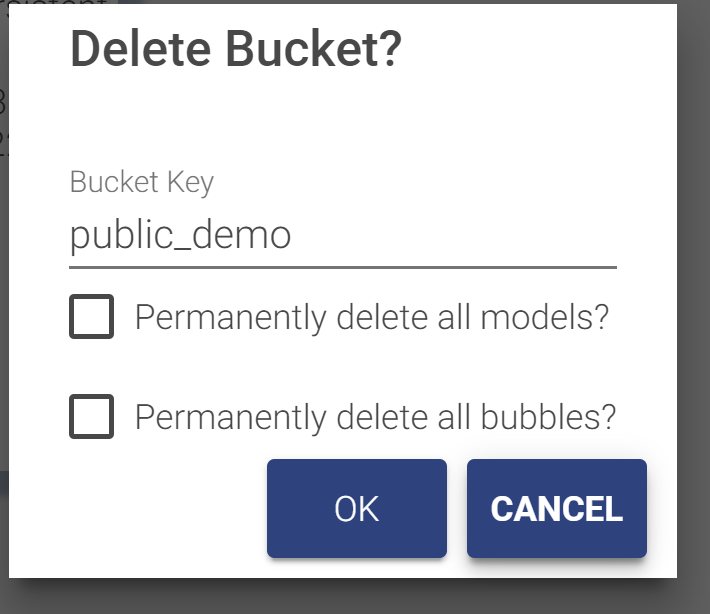 Delete Bucket?
Bucket Key
public_demo
Permanently delete all models?
Permanently delete all bubbles?
OK
CANCEL